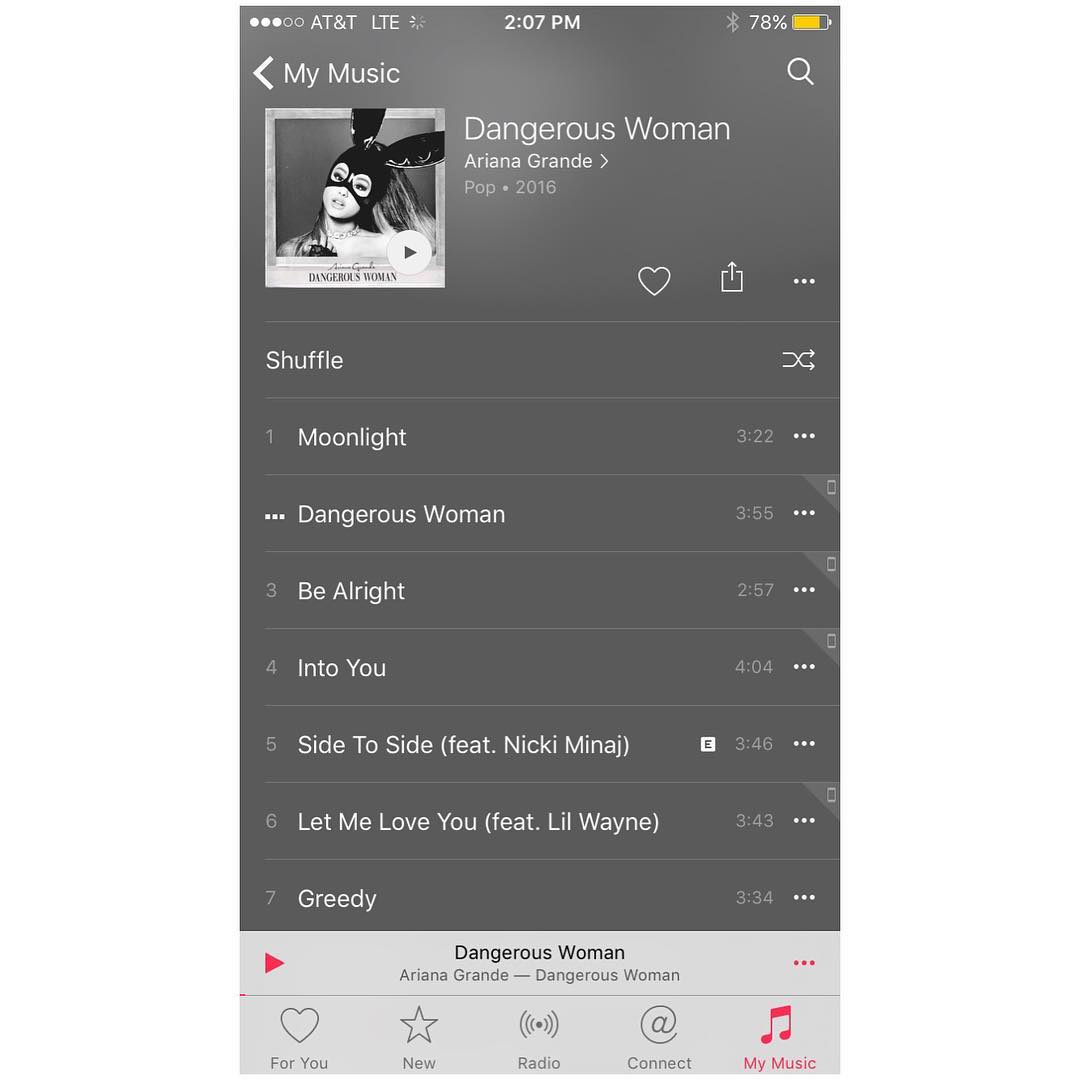 AT&T LTE 2:07 PM 78%
My Music
Dangerous Woman
Ariana Grande
Pop • 2016
Ariana Grande
DANGEROUS WOMAN
Shuffle
1 Moonlight 3:22
Dangerous Woman 3:55
3 Be Alright 2:57
4 Into You 4:04
5 Side To Side (feat. Nicki Minaj) E 3:46
6 Let Me Love You (feat. Lil Wayne) 3:43
7 Greedy 3:34
Dangerous Woman
Ariana Grande — Dangerous Woman
For You New Radio Connect My Music